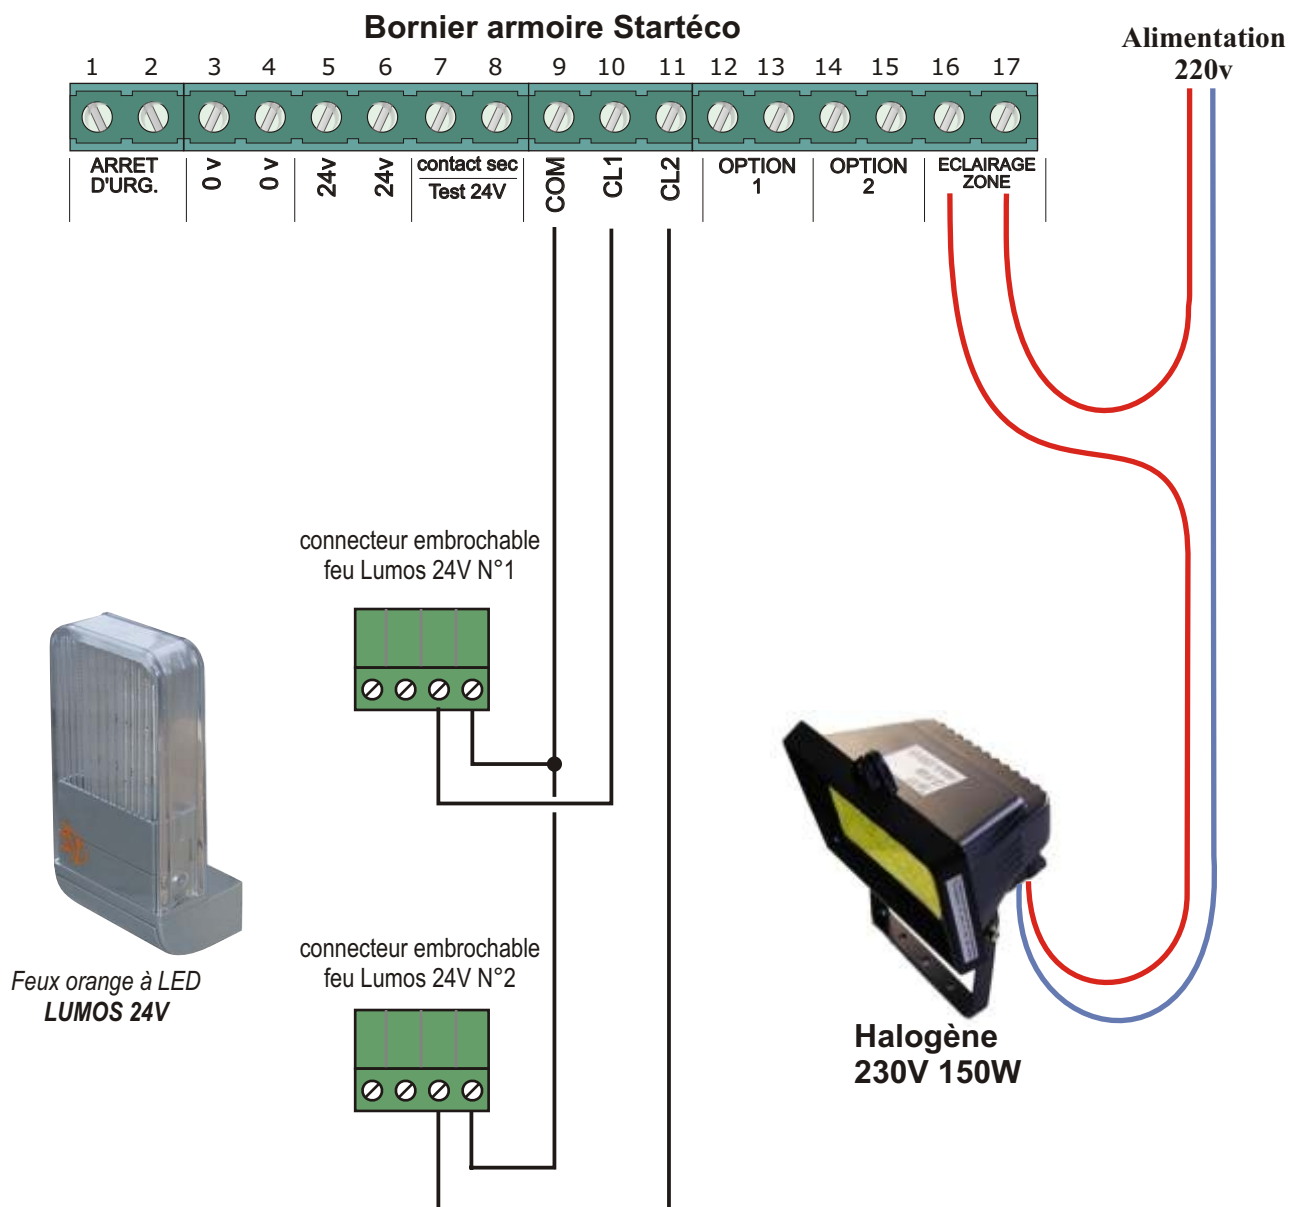 Bornier armoire Startéco
Alimentation
220v
1 2 3 4 5 6 7 8 9 10 11 12 13 14 15 16 17
ARRET
D'URG.
0 v
0 v
24v
24v
contact sec
Test 24V
COM
CL1
CL2
OPTION
1
OPTION
2
ECLAIRAGE
ZONE
connecteur embrochable
feu Lumos 24V N°1
connecteur embrochable
feu Lumos 24V N°2
Feux orange à LED
LUMOS 24V
Halogène
230V 150W